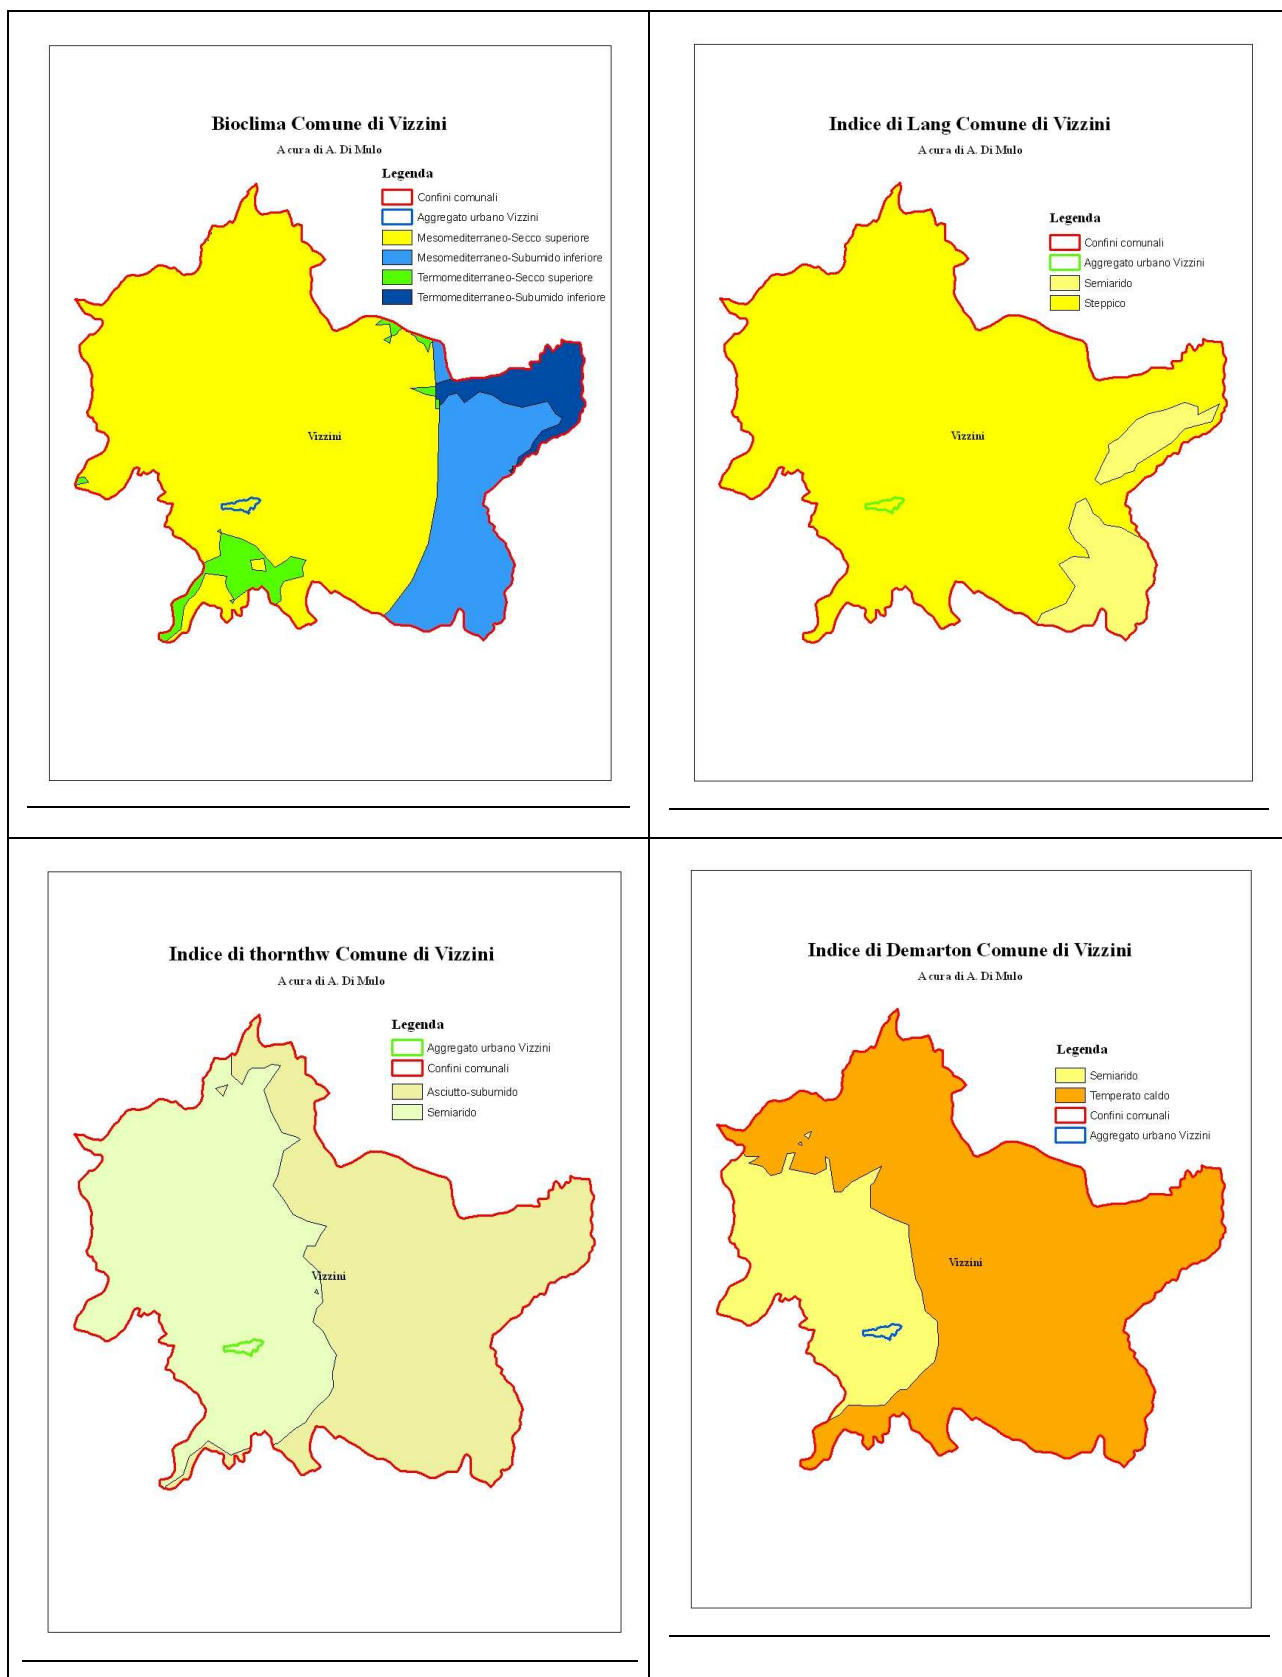 Bioclima Comune di Vizzini
A cura di A. Di Mulo
Legenda
Confini comunali
Aggregato urbano Vizzini
Mesomediterraneo-Secco superiore
Mesomediterraneo-Subumido inferiore
Termomediterraneo-Secco superiore
Termomediterraneo-Subumido inferiore
Vizzini
Indice di Lang Comune di Vizzini
A cura di A. Di Mulo
Legenda
Confini comunali
Aggregato urbano Vizzini
Semiarido
Steppico
Vizzini
Indice di thornthw Comune di Vizzini
A cura di A. Di Mulo
Legenda
Aggregato urbano Vizzini
Confini comunali
Asciutto-subumido
Semiarido
Vizzini
Indice di Demarton Comune di Vizzini
A cura di A. Di Mulo
Legenda
Semiarido
Temperato caldo
Confini comunali
Aggregato urbano Vizzini
Vizzini